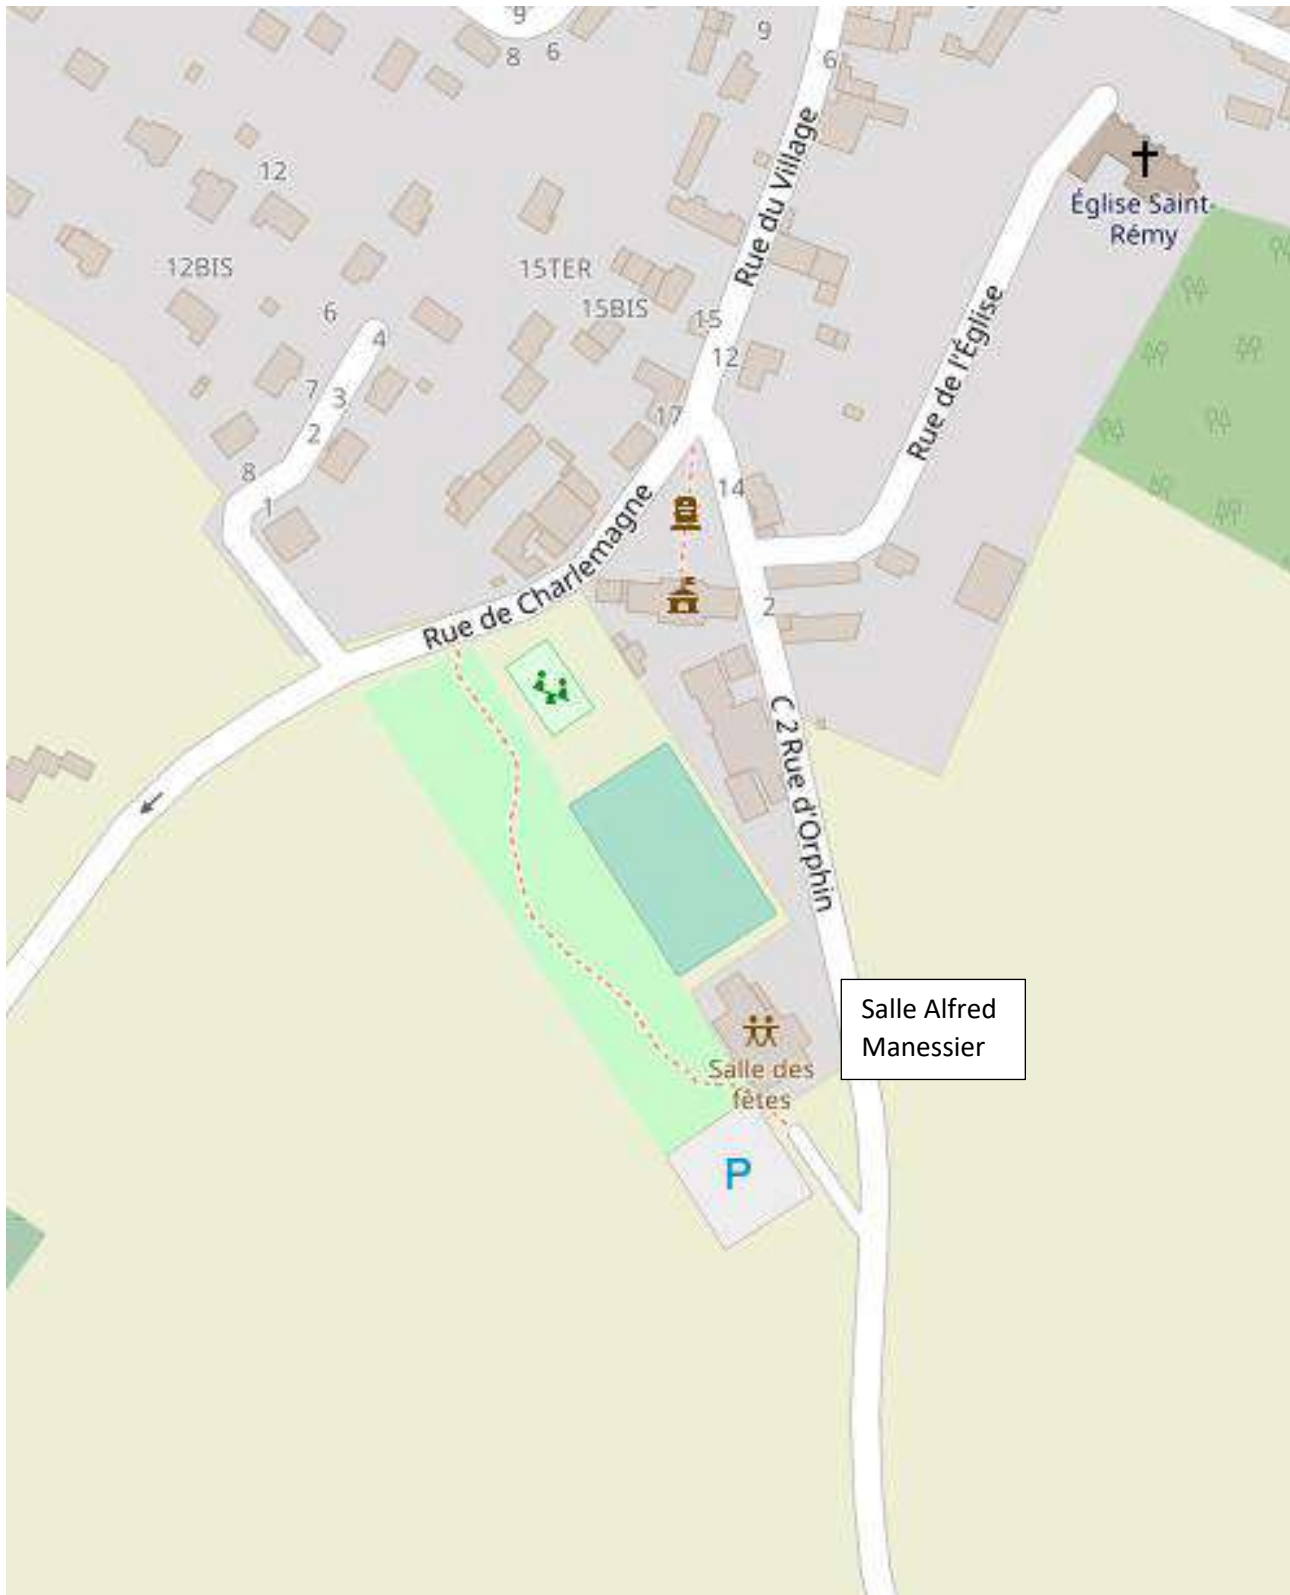 9
8
6
9
6
12
Rue du Village
Église Saint-
Rémy
12BIS
15TER
15BIS
6
15
4
12
Rue de l'Église
7
3
17
2
8
14
1
Rue de Charlemagne
2
C 2 Rue d'Orphin
Salle Alfred
Manessier
Salle des
fêtes
P